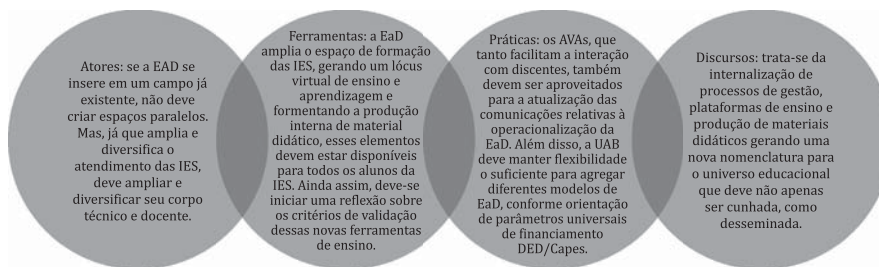 Atores: se a EAD se
insere em um campo já
existente, não deve
criar espaços paralelos.
Mas, já que amplia e
diversifica o
atendimento das IES,
deve ampliar e
diversificar seu corpo
técnico e docente.
Ferramentas: a EaD
amplia o espaço de formação
das IES, gerando um lócus
virtual de ensino e
aprendizagem e
formentando a produção
interna de material
didático, esses elementos
devem estar disponíveis
para todos os alunos da
IES. Ainda assim, deve-se
iniciar uma reflexão sobre
os critérios de validação
dessas novas ferramentas
de ensino.
Práticas: os AVAs, que
tanto facilitam a interação
com discentes, também
devem ser aproveitados
para a atualização das
comunicações relativas à
operacionalização da
EaD. Além disso, a UAB
deve manter flexibilidade
o suficiente para agregar
diferentes modelos de
EaD, conforme orientação
de parâmetros universais
de financiamento
DED/Capes.
Discursos: trata-se da
internalização de
processos de gestão,
plataformas de ensino e
produção de materiais
didáticos gerando uma
nova nomenclatura para
o universo educacional
que deve não apenas
ser cunhada, como
desseminada.